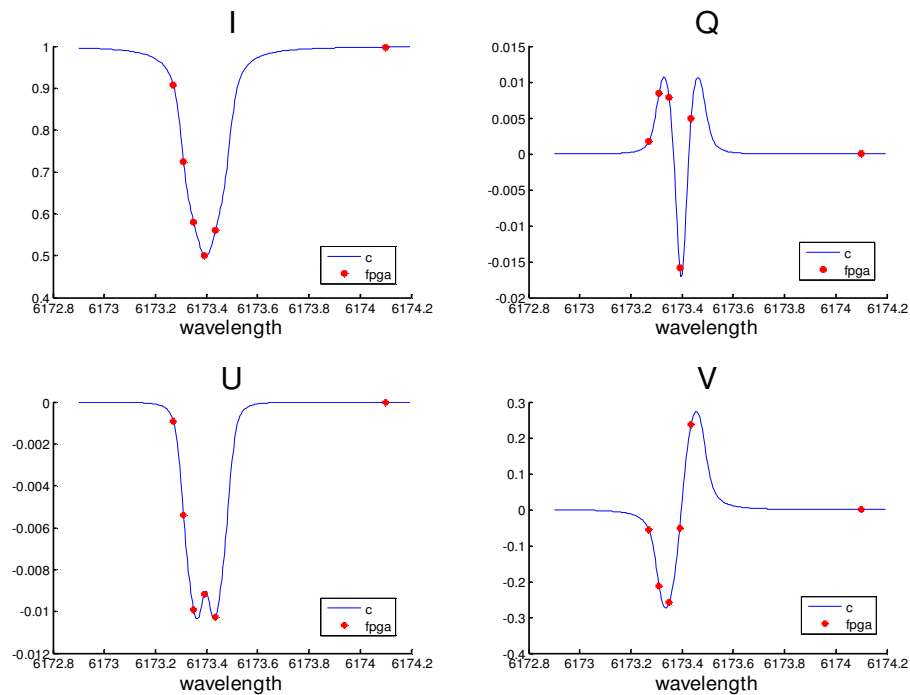 I
1
0.9
0.8
0.7
0.6
0.5
0.4
6172.8 6173 6173.2 6173.4 6173.6 6173.8 6174 6174.2
wavelength
c
fpga
Q
0.015
0.01
0.005
0
-0.005
-0.01
-0.015
-0.02
6172.8 6173 6173.2 6173.4 6173.6 6173.8 6174 6174.2
wavelength
c
fpga
U
0
-0.002
-0.004
-0.006
-0.008
-0.01
-0.012
6172.8 6173 6173.2 6173.4 6173.6 6173.8 6174 6174.2
wavelength
c
fpga
V
0.3
0.2
0.1
0
-0.1
-0.2
-0.3
-0.4
6172.8 6173 6173.2 6173.4 6173.6 6173.8 6174 6174.2
wavelength
c
fpga